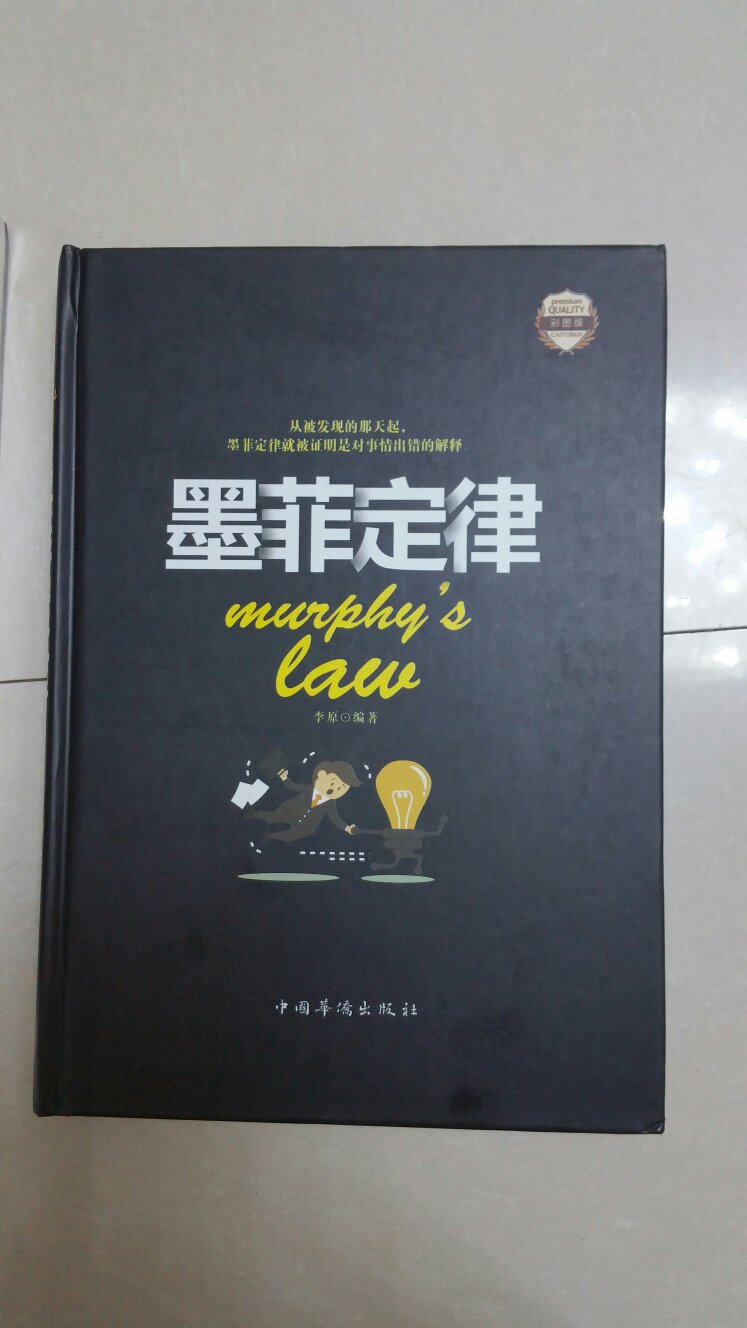 premium
QUALITY
彩图版
CAITUBAN
从被发现的那天起，
墨菲定律就被证明是对事情出错的解释
墨菲定律
murphy's
law
李原⊙编著
中国华侨出版社